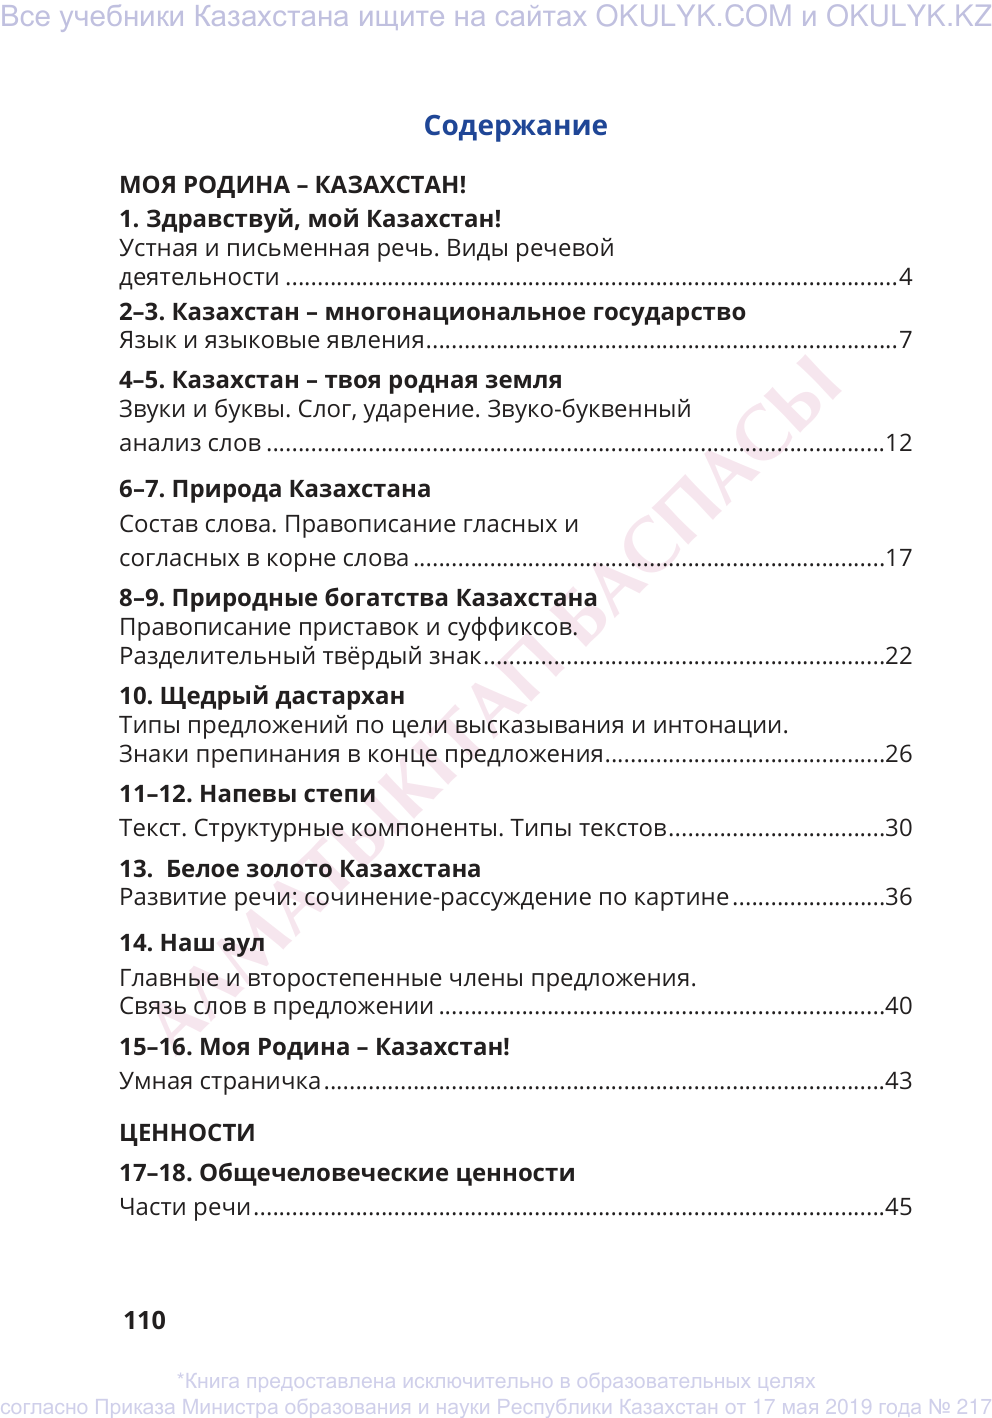 Все учебники Казахстана ищите на сайтах OKULYK.COM и OKULYK.KZ
Содержание
МОЯ РОДИНА – КАЗАХСТАН!
1. Здравствуй, мой Казахстан!
Устная и письменная речь. Виды речевой
деятельности ................................................................................................4
2–3. Казахстан – многонациональное государство
Язык и языковые явления..........................................................................7
4–5. Казахстан – твоя родная земля
Звуки и буквы. Слог, ударение. Звуко-буквенный
анализ слов .................................................................................................12
6–7. Природа Казахстана
Состав слова. Правописание гласных и
согласных в корне слова ..........................................................................17
8–9. Природные богатства Казахстана
Правописание приставок и суффиксов.
Разделительный твёрдый знак...............................................................22
10. Щедрый дастархан
Типы предложений по цели высказывания и интонации.
Знаки препинания в конце предложения............................................26
11–12. Напевы степи
Текст. Структурные компоненты. Типы текстов..................................30
13. Белое золото Казахстана
Развитие речи: сочинение-рассуждение по картине ........................36
14. Наш аул
Главные и второстепенные члены предложения.
Связь слов в предложении ......................................................................40
15–16. Моя Родина – Казахстан!
Умная страничка........................................................................................43
ЦЕННОСТИ
17–18. Общечеловеческие ценности
Части речи...................................................................................................45
АЛМАТЫКІТАП БАСПАСЫ
110
*Книга предоставлена исключительно в образовательных целях
согласно Приказа Министра образования и науки Республики Казахстан от 17 мая 2019 года № 217